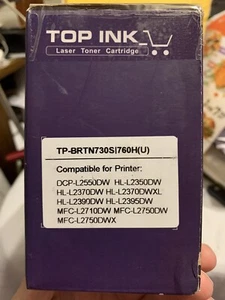 TOP INK
Laser Toner Cartridge
TP-BRTN730S|760H(U)
Compatible for Printer:
DCP-L2550DW HL-L2350DW
HL-L2370DW HL-L2370DWXL
HL-L2390DW HL-L2395DW
MFC-L2710DW MFC-L2750DW
MFC-L2750DWX